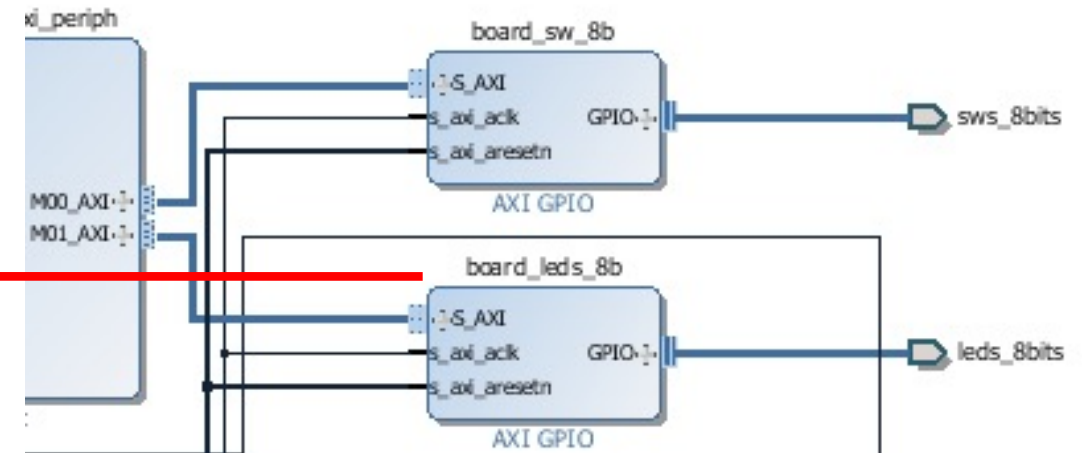 xi_periph
M00_AXI
M01_AXI
board_sw_8b
S_AXI
s_axi_aclk
s_axi_aresetn
GPIO
AXI GPIO
sws_8bits
board_leds_8b
S_AXI
s_axi_aclk
s_axi_aresetn
GPIO
AXI GPIO
leds_8bits